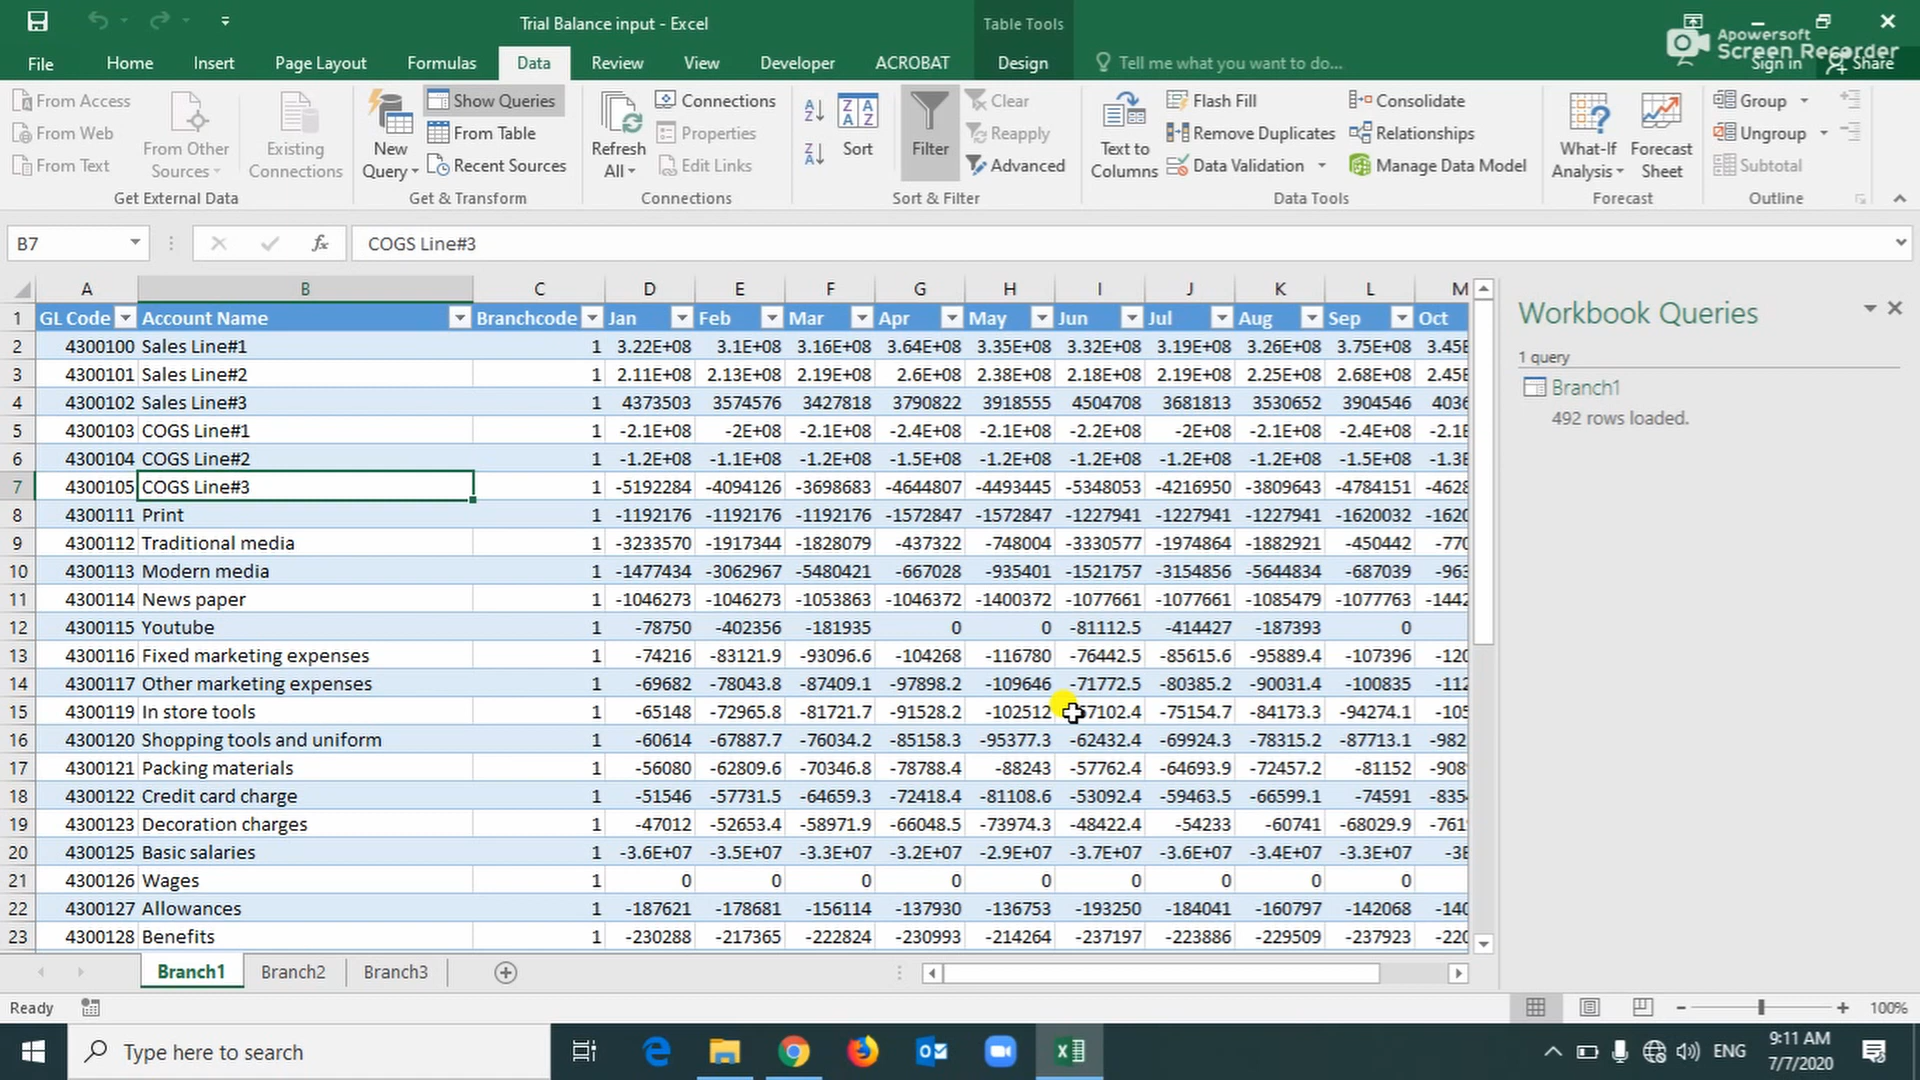 Trial Balance input - Excel
Table Tools
Apowersoft
Screen Recorder
File Home Insert Page Layout Formulas Data Review View Developer ACROBAT Design Tell me what you want to do... Sign in Share
From Access
From Web
From Text
From Other Sources
Existing Connections
Get External Data
New Query
Show Queries
From Table
Recent Sources
Get & Transform
Refresh All
Connections
Properties
Edit Links
Connections
Sort
Filter
Clear
Reapply
Advanced
Sort & Filter
Text to Columns
Flash Fill
Remove Duplicates
Data Validation
Consolidate
Relationships
Manage Data Model
Data Tools
What-If Analysis
Forecast Sheet
Forecast
Group
Ungroup
Subtotal
Outline
B7 fx COGS Line#3
A B C D E F G H I J K L M
1 GL Code Account Name Branchcode Jan Feb Mar Apr May Jun Jul Aug Sep Oct
2 4300100 Sales Line#1 1 3.22E+08 3.1E+08 3.16E+08 3.64E+08 3.35E+08 3.32E+08 3.19E+08 3.26E+08 3.75E+08 3.45E
3 4300101 Sales Line#2 1 2.11E+08 2.13E+08 2.19E+08 2.6E+08 2.38E+08 2.18E+08 2.19E+08 2.25E+08 2.68E+08 2.45E
4 4300102 Sales Line#3 1 4373503 3574576 3427818 3790822 3918555 4504708 3681813 3530652 3904546 4036
5 4300103 COGS Line#1 1 -2.1E+08 -2E+08 -2.1E+08 -2.4E+08 -2.1E+08 -2.2E+08 -2E+08 -2.1E+08 -2.4E+08 -2.1E
6 4300104 COGS Line#2 1 -1.2E+08 -1.1E+08 -1.2E+08 -1.5E+08 -1.2E+08 -1.2E+08 -1.2E+08 -1.2E+08 -1.5E+08 -1.3E
7 4300105 COGS Line#3 1 -5192284 -4094126 -3698683 -4644807 -4493445 -5348053 -4216950 -3809643 -4784151 -4628
8 4300111 Print 1 -1192176 -1192176 -1192176 -1572847 -1572847 -1227941 -1227941 -1227941 -1620032 -1620
9 4300112 Traditional media 1 -3233570 -1917344 -1828079 -437322 -748004 -3330577 -1974864 -1882921 -450442 -770
10 4300113 Modern media 1 -1477434 -3062967 -5480421 -667028 -935401 -1521757 -3154856 -5644834 -687039 -963
11 4300114 News paper 1 -1046273 -1046273 -1053863 -1046372 -1400372 -1077661 -1077661 -1085479 -1077763 -1442
12 4300115 Youtube 1 -78750 -402356 -181935 0 0 -81112.5 -414427 -187393 0
13 4300116 Fixed marketing expenses 1 -74216 -83121.9 -93096.6 -104268 -116780 -76442.5 -85615.6 -95889.4 -107396 -120
14 4300117 Other marketing expenses 1 -69682 -78043.8 -87409.1 -97898.2 -109646 -71772.5 -80385.2 -90031.4 -100835 -112
15 4300119 In store tools 1 -65148 -72965.8 -81721.7 -91528.2 -102512 7102.4 -75154.7 -84173.3 -94274.1 -105
16 4300120 Shopping tools and uniform 1 -60614 -67887.7 -76034.2 -85158.3 -95377.3 -62432.4 -69924.3 -78315.2 -87713.1 -982
17 4300121 Packing materials 1 -56080 -62809.6 -70346.8 -78788.4 -88243 -57762.4 -64693.9 -72457.2 -81152 -908
18 4300122 Credit card charge 1 -51546 -57731.5 -64659.3 -72418.4 -81108.6 -53092.4 -59463.5 -66599.1 -74591 -835
19 4300123 Decoration charges 1 -47012 -52653.4 -58971.9 -66048.5 -73974.3 -48422.4 -54233 -60741 -68029.9 -761
20 4300125 Basic salaries 1 -3.6E+07 -3.5E+07 -3.3E+07 -3.2E+07 -2.9E+07 -3.7E+07 -3.6E+07 -3.4E+07 -3.3E+07 -3E
21 4300126 Wages 1 0 0 0 0 0 0 0 0 0
22 4300127 Allowances 1 -187621 -178681 -156114 -137930 -136753 -193250 -184041 -160797 -142068 -140
23 4300128 Benefits 1 -230288 -217365 -222824 -230993 -214264 -237197 -223886 -229509 -237923 -220
Workbook Queries
1 query
Branch1
492 rows loaded.
Branch1 Branch2 Branch3
Ready 100%
Type here to search
ENG
9:11 AM
7/7/2020